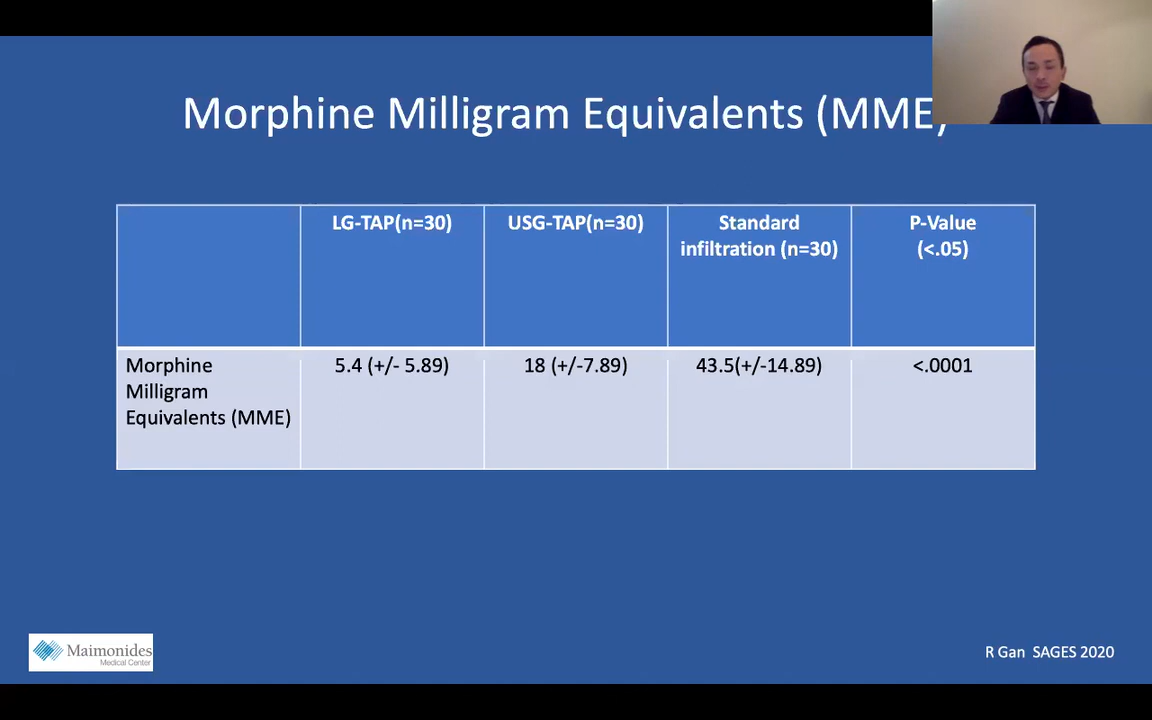 Morphine Milligram Equivalents (MME)
LG-TAP(n=30)
USG-TAP(n=30)
Standard
infiltration (n=30)
P-Value
(<.05)
Morphine
Milligram
Equivalents (MME)
5.4 (+/- 5.89)
18 (+/-7.89)
43.5(+/-14.89)
<.0001
Maimonides
Medical Center
R Gan SAGES 2020